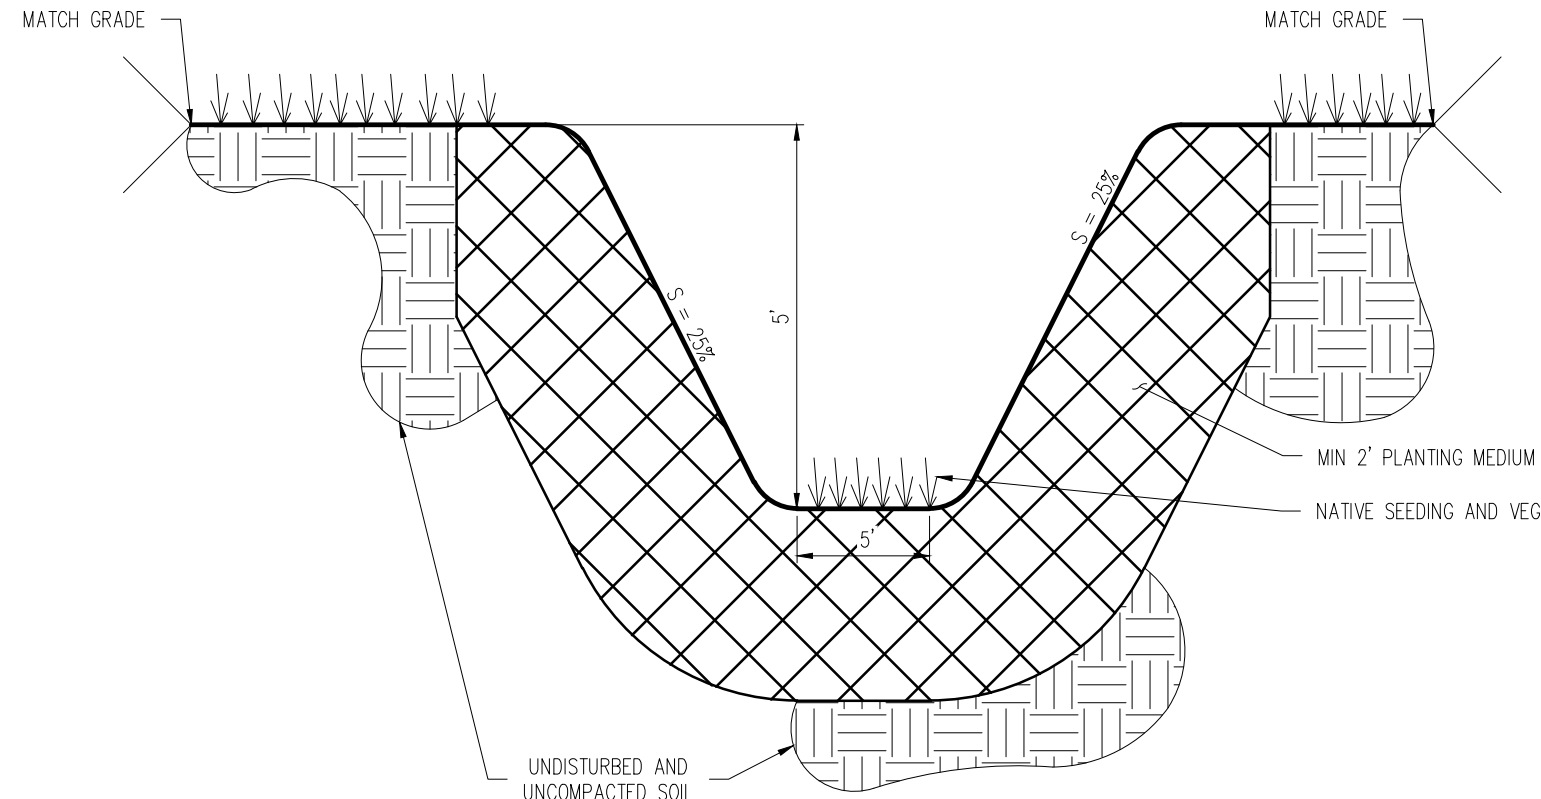 MATCH GRADE
MATCH GRADE
S = 25%
S = 25%
5'
5'
MIN 2' PLANTING MEDIUM
NATIVE SEEDING AND VEG
UNDISTURBED AND
UNCOMPACTED SOIL